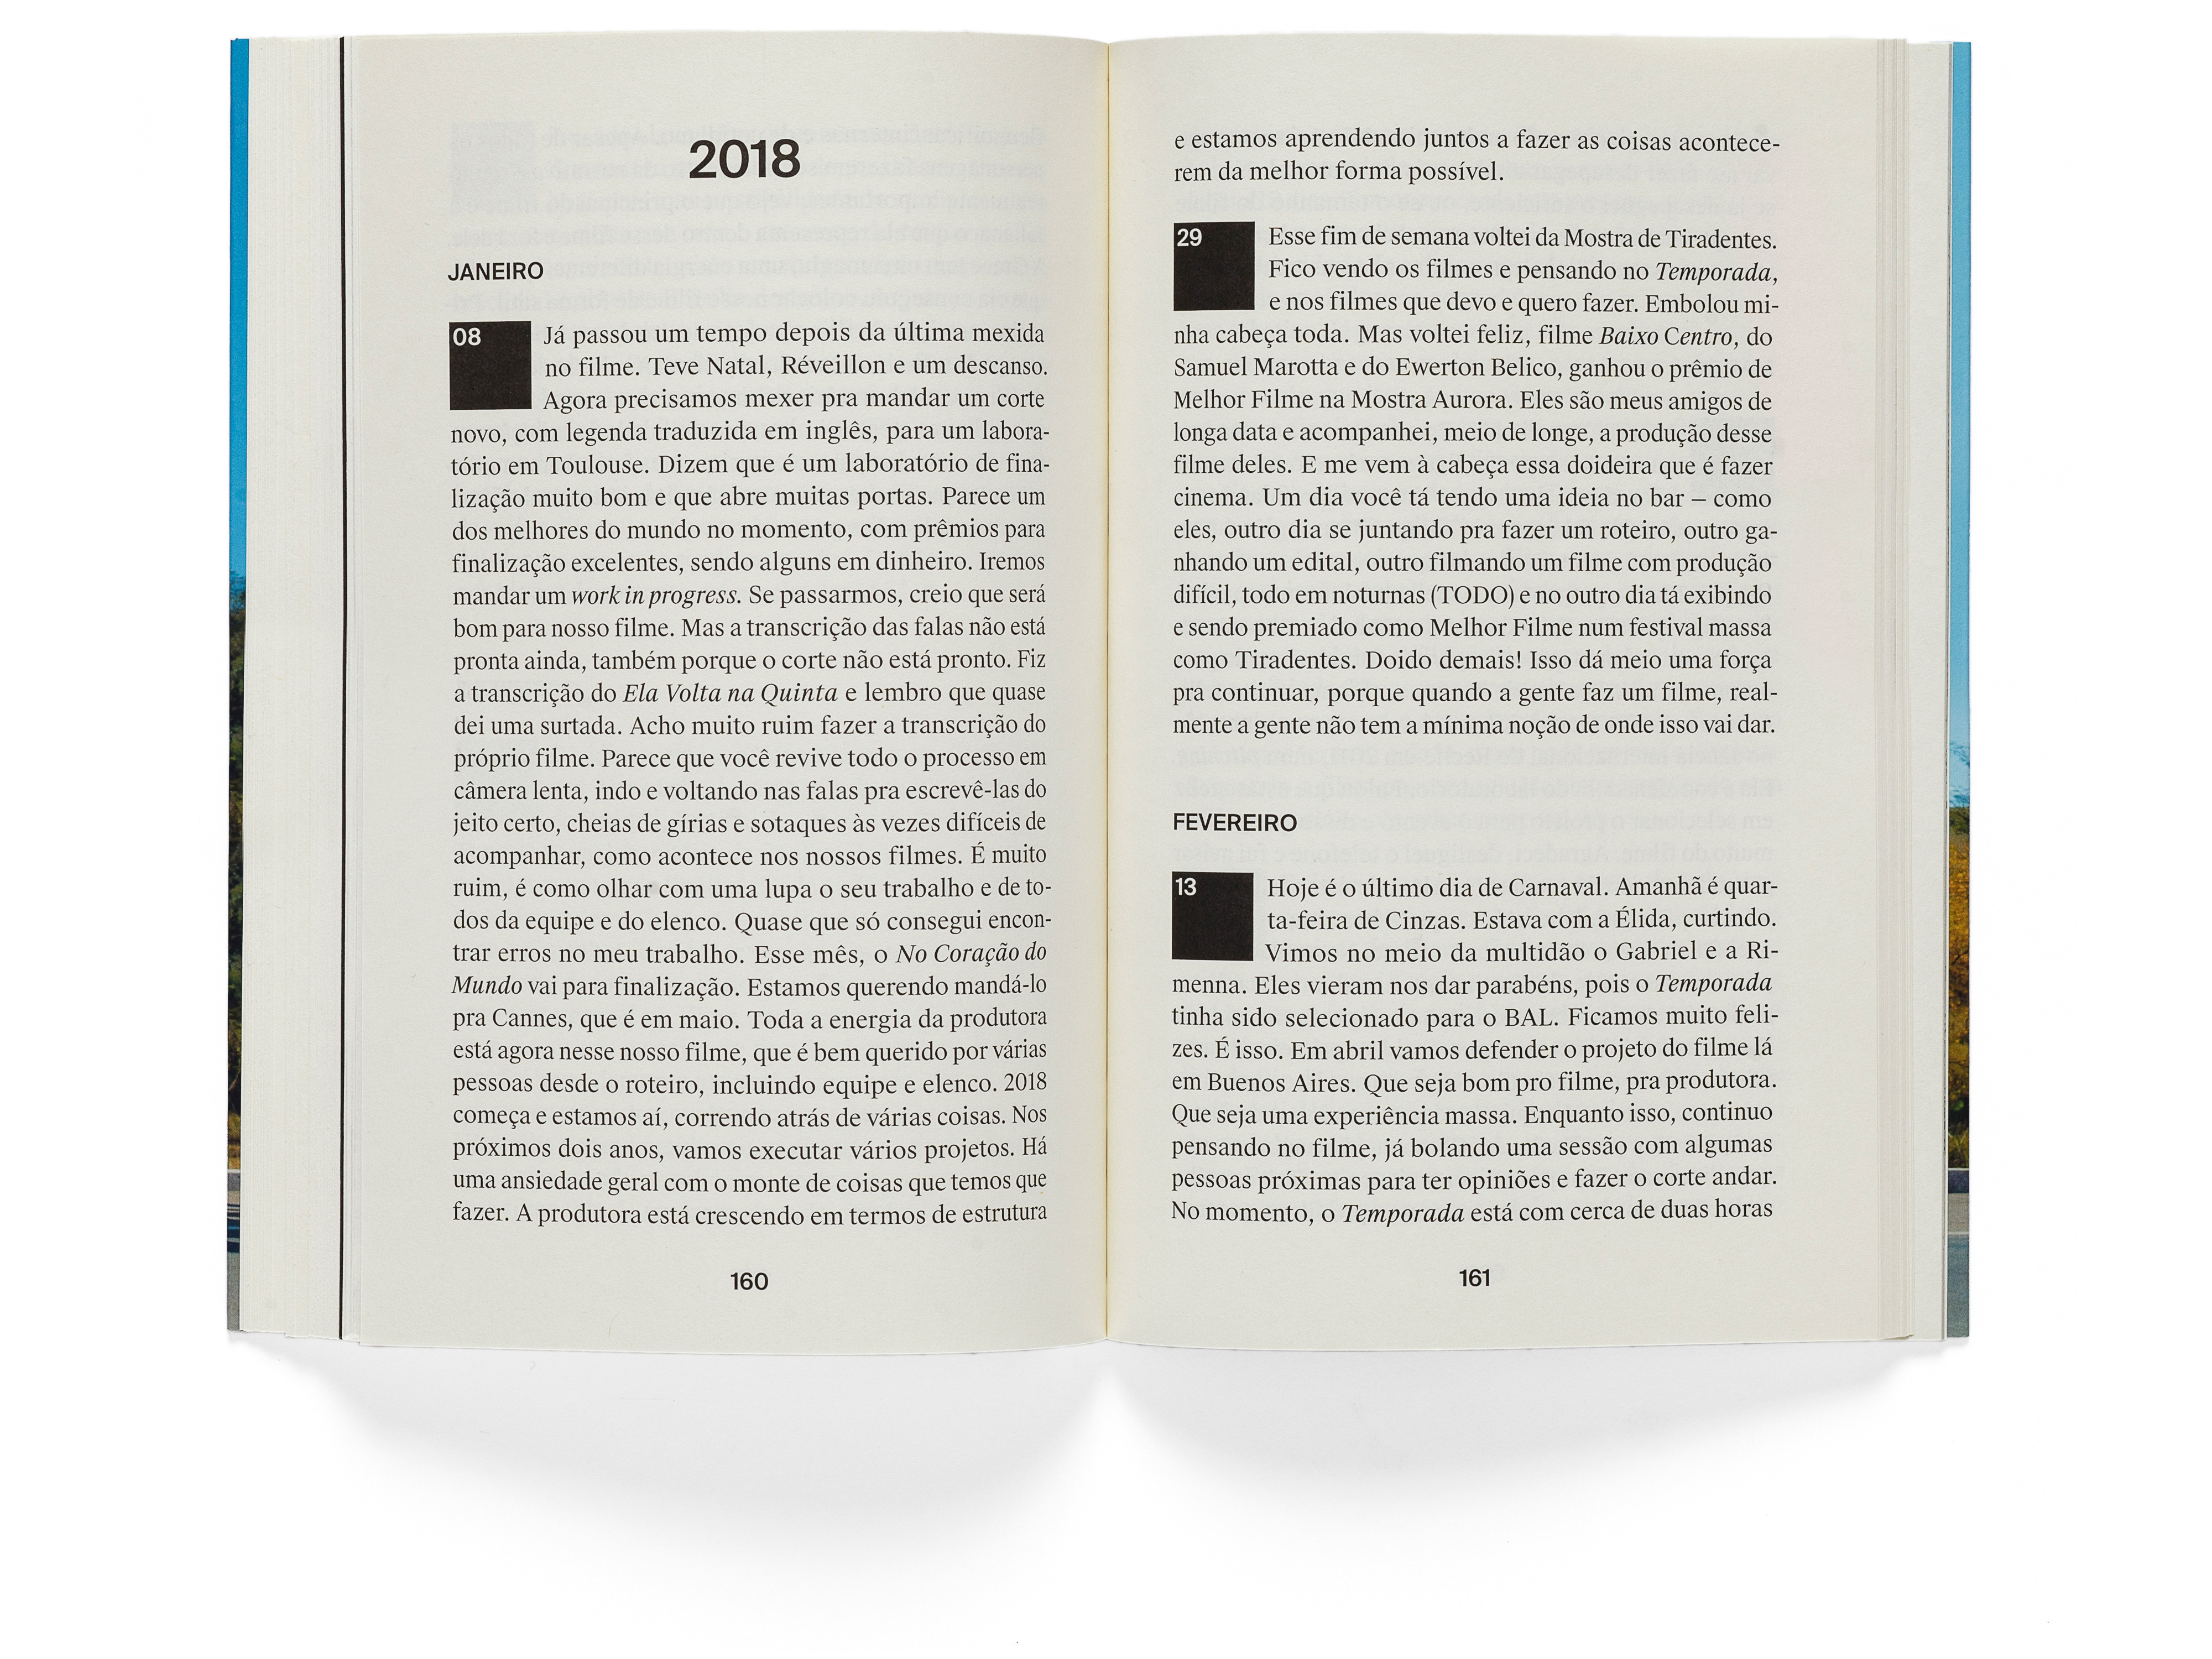 2018
JANEIRO
08
Já passou um tempo depois da última mexida
no filme. Teve Natal, Réveillon e um descanso.
Agora precisamos mexer pra mandar um corte
novo, com legenda traduzida em inglês, para um labora-
tório em Toulouse. Dizem que é um laboratório de fina-
lização muito bom e que abre muitas portas. Parece um
dos melhores do mundo no momento, com prêmios para
finalização excelentes, sendo alguns em dinheiro. Iremos
mandar um work in progress. Se passarmos, creio que será
bom para nosso filme. Mas a transcrição das falas não está
pronta ainda, também porque o corte não está pronto. Fiz
a transcrição do Ela Volta na Quinta e lembro que quase
dei uma surtada. Acho muito ruim fazer a transcrição do
próprio filme. Parece que você revive todo o processo em
câmera lenta, indo e voltando nas falas pra escrevê-las do
jeito certo, cheias de gírias e sotaques às vezes difíceis de
acompanhar, como acontece nos nossos filmes. É muito
ruim, é como olhar com uma lupa o seu trabalho e de to-
dos da equipe e do elenco. Quase que só consegui encon-
trar erros no meu trabalho. Esse mês, o No Coração do
Mundo vai para finalização. Estamos querendo mandá-lo
pra Cannes, que é em maio. Toda a energia da produtora
está agora nesse nosso filme, que é bem querido por várias
pessoas desde o roteiro, incluindo equipe e elenco. 2018
começa e estamos aí, correndo atrás de várias coisas. Nos
próximos dois anos, vamos executar vários projetos. Há
uma ansiedade geral com o monte de coisas que temos que
fazer. A produtora está crescendo em termos de estrutura
160
e estamos aprendendo juntos a fazer as coisas acontece-
rem da melhor forma possível.
29
Esse fim de semana voltei da Mostra de Tiradentes.
Fico vendo os filmes e pensando no Temporada,
e nos filmes que devo e quero fazer. Embolou mi-
nha cabeça toda. Mas voltei feliz, filme Baixo Centro, do
Samuel Marotta e do Ewerton Belico, ganhou o prêmio de
Melhor Filme na Mostra Aurora. Eles são meus amigos de
longa data e acompanhei, meio de longe, a produção desse
filme deles. E me vem à cabeça essa doideira que é fazer
cinema. Um dia você tá tendo uma ideia no bar – como
eles, outro dia se juntando pra fazer um roteiro, outro ga-
nhando um edital, outro filmando um filme com produção
difícil, todo em noturnas (TODO) e no outro dia tá exibindo
e sendo premiado como Melhor Filme num festival massa
como Tiradentes. Doido demais! Isso dá meio uma força
pra continuar, porque quando a gente faz um filme, real-
mente a gente não tem a mínima noção de onde isso vai dar.
FEVEREIRO
13
Hoje é o último dia de Carnaval. Amanhã é quar-
ta-feira de Cinzas. Estava com a Élida, curtindo.
Vimos no meio da multidão o Gabriel e a Ri-
menna. Eles vieram nos dar parabéns, pois o Temporada
tinha sido selecionado para o BAL. Ficamos muito feli-
zes. É isso. Em abril vamos defender o projeto do filme lá
em Buenos Aires. Que seja bom pro filme, pra produtora.
Que seja uma experiência massa. Enquanto isso, continuo
pensando no filme, já bolando uma sessão com algumas
pessoas próximas para ter opiniões e fazer o corte andar.
No momento, o Temporada está com cerca de duas horas
161